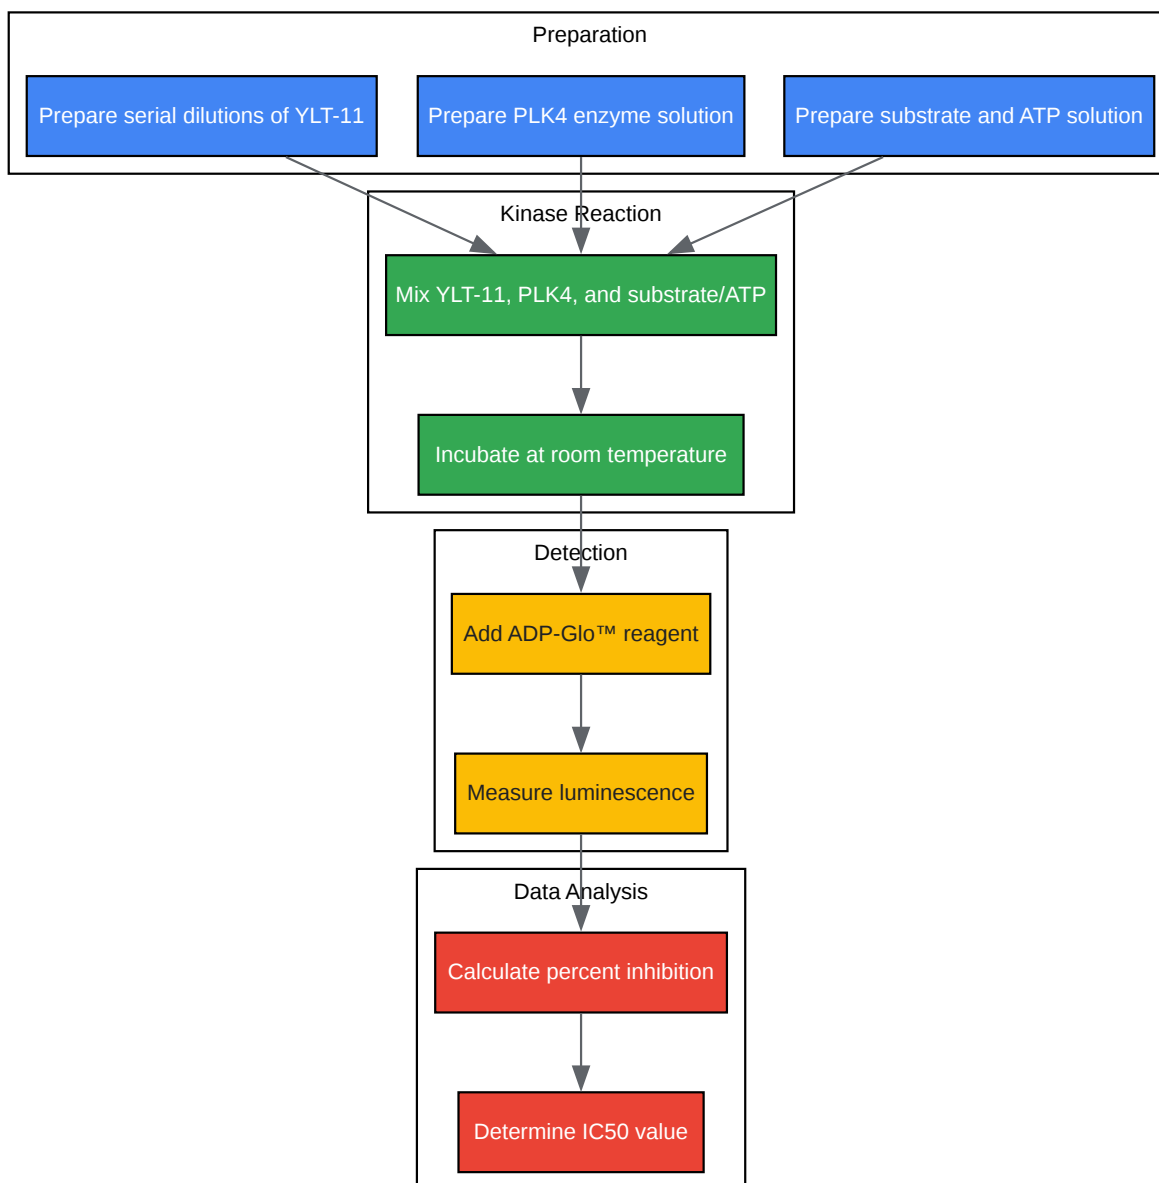 Preparation
Prepare serial dilutions of YLT-11
Prepare PLK4 enzyme solution
Prepare substrate and ATP solution
Kinase Reaction
Mix YLT-11, PLK4, and substrate/ATP
Incubate at room temperature
Detection
Add ADP-Glo™ reagent
Measure luminescence
Data Analysis
Calculate percent inhibition
Determine IC50 value